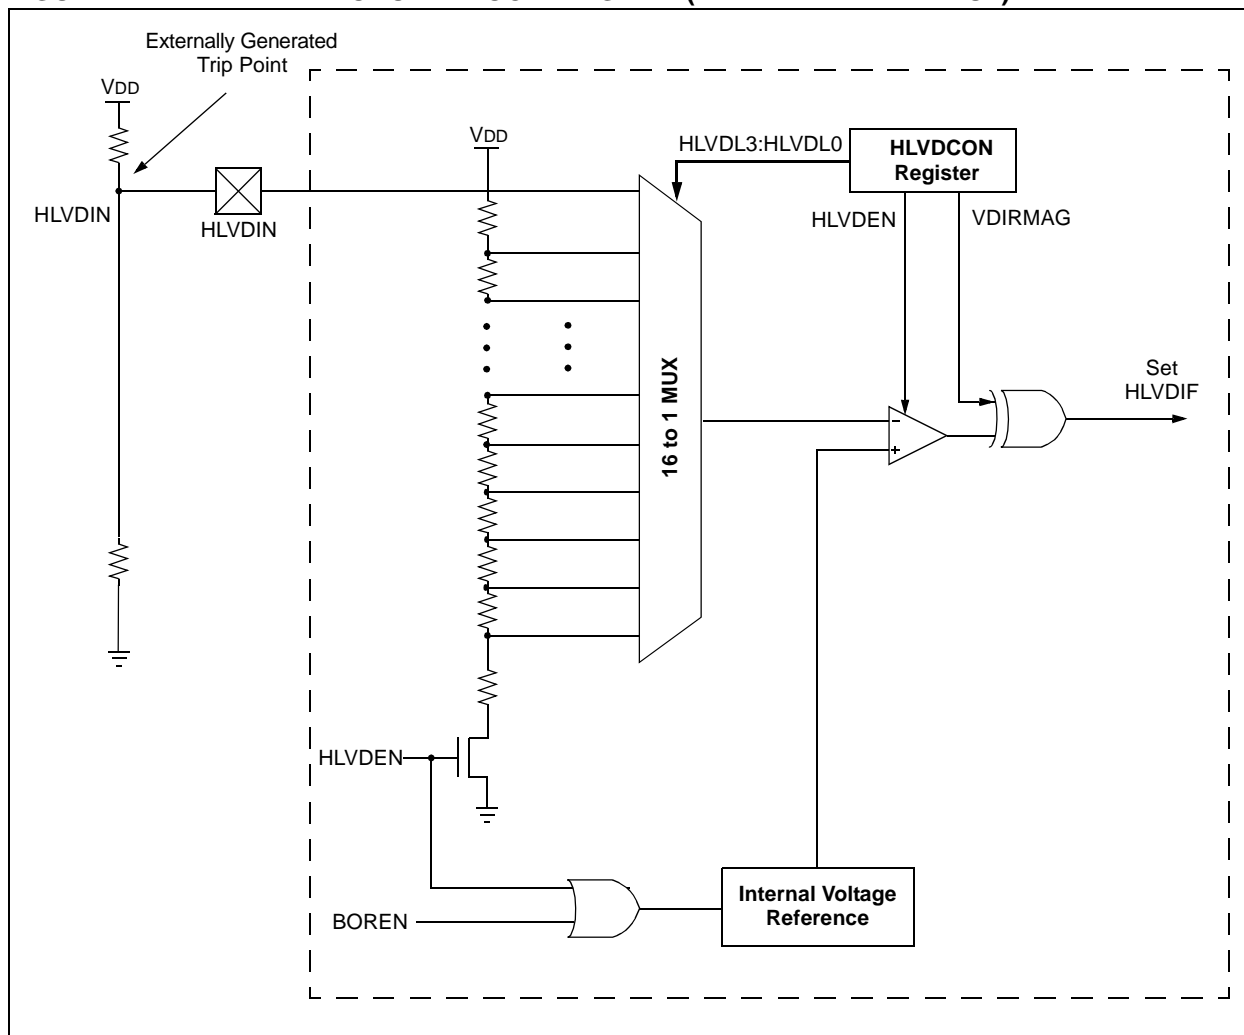 Externally Generated
Trip Point
VDD
VDD
HLVDL3:HLVDL0
HLVDCON
Register
HLVDIN
HLVDIN
HLVDEN
VDIRMAG
16 to 1 MUX
Set
HLVDIF
–
+
HLVDEN
BOREN
Internal Voltage
Reference